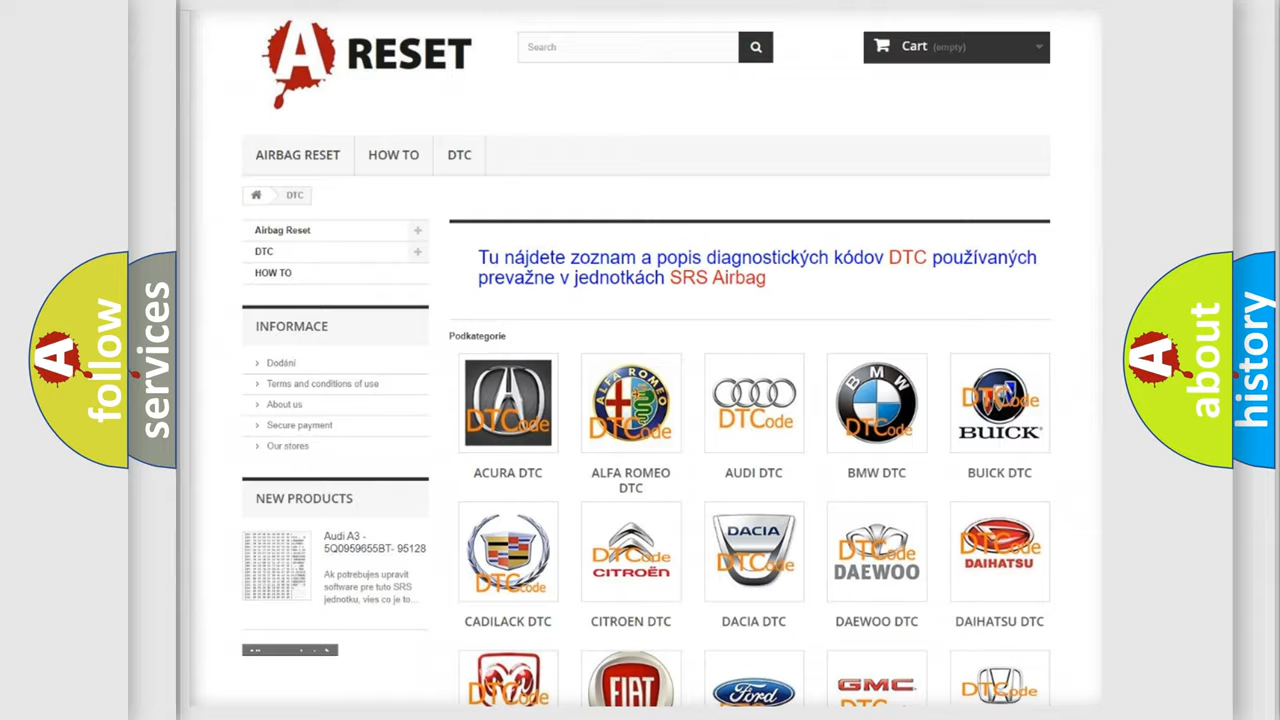 A RESET
Search
Cart (empty)
AIRBAG RESET
HOW TO
DTC
DTC
Airbag Reset
DTC
HOW TO
INFORMACE
Dodání
Terms and conditions of use
About us
Secure payment
Our stores
NEW PRODUCTS
Audi A3 -
5Q0959655BT- 95128
Ak potrebujes upravit
software pre tuto SRS
jednotku, vies co je to...
Tu nájdete zoznam a popis diagnostických kódov DTC používaných
prevažne v jednotkách SRS Airbag
Podkategorie
DTCode
ACURA DTC
ALFA ROMEO
DTCode
ALFA ROMEO
DTC
DTCode
AUDI DTC
BMW
DTCode
BMW DTC
DTCode
BUICK
BUICK DTC
DTCode
CADILACK DTC
DTCode
CITROËN
CITROEN DTC
DACIA
DTCode
DACIA DTC
DTCode
DAEWOO
DAEWOO DTC
DTCode
DAIHATSU
DAIHATSU DTC
DTCode
FIAT
Ford
GMC
DTCode
A follow
services
A about
history